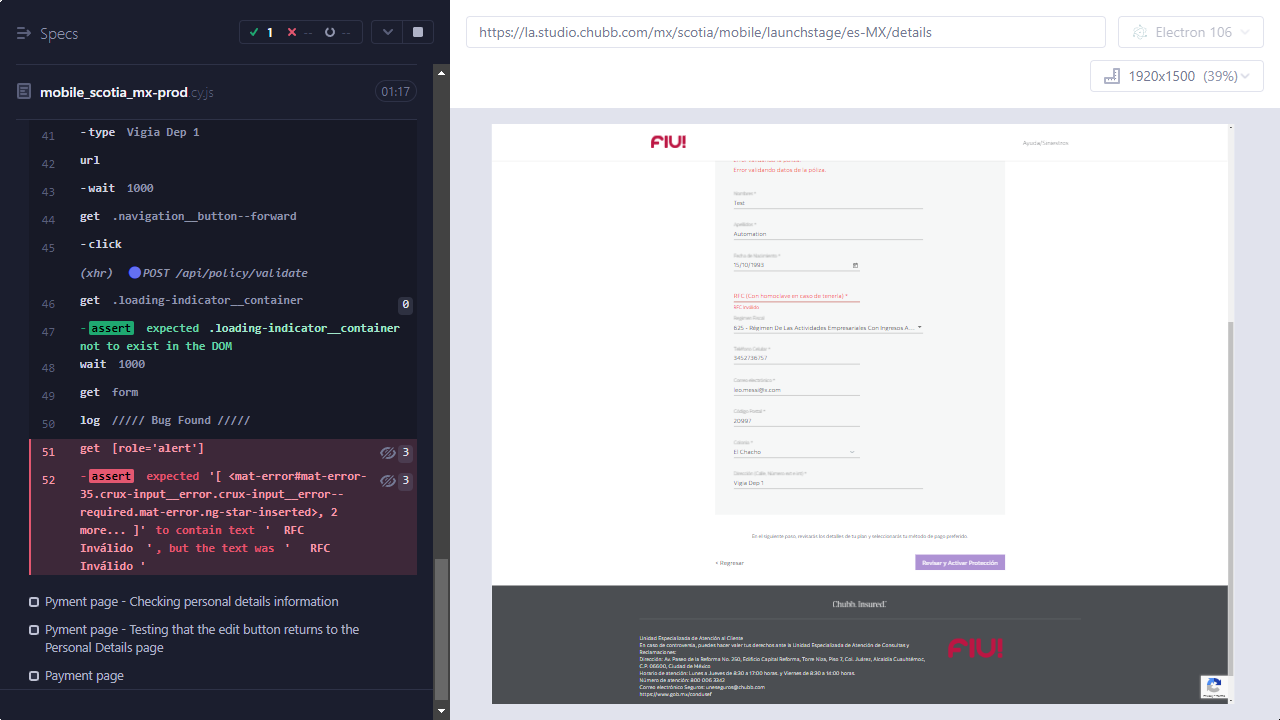 Specs
1
--
--
mobile_scotia_mx-prod.cy.js
01:17
41 -type Vigia Dep 1
42 url
43 -wait 1000
44 get .navigation__button--forward
45 -click
(xhr) POST /api/policy/validate
46 get .loading-indicator__container 0
47 -assert expected .loading-indicator__container
not to exist in the DOM
48 wait 1000
49 get form
50 log ///// Bug Found /////
51 get [role='alert'] 3
52 -assert expected '[ <mat-error#mat-error- 3
35.crux-input__error.crux-input__error--
required.mat-error.ng-star-inserted>, 2
more... ]' to contain text '  RFC
Inválido  ', but the text was '   RFC
Inválido '
Pyment page - Checking personal details information
Pyment page - Testing that the edit button returns to the
Personal Details page
Payment page
https://la.studio.chubb.com/mx/scotia/mobile/launchstage/es-MX/details
Electron 106
1920x1500 (39%)
FIU!
Ayuda/Siniestros
Error validando datos de la póliza.
Nombres *
Test
Apellidos *
Automation
Fecha de Nacimiento *
15/10/1993
RFC (Con homoclave en caso de tenerla) *
RFC Inválido
Régimen Fiscal
625 - Régimen De Las Actividades Empresariales Con Ingresos A...
Teléfono Celular *
3452736757
Correo electrónico *
leo.messi@x.com
Código Postal *
20997
Colonia *
El Chacho
Dirección (Calle, Número ext e int) *
Vigia Dep 1
En el siguiente paso, revisarás los detalles de tu plan y seleccionarás tu método de pago preferido.
< Regresar
Revisar y Activar Protección
Chubb. Insured.
Unidad Especializada de Atención al Cliente
En caso de controversia, puedes hacer valer tus derechos ante la Unidad Especializada de Atención de Consultas y
Reclamaciones:
Dirección: Av. Paseo de la Reforma No. 250, Edificio Capital Reforma, Torre Niza, Piso 7, Col. Juárez, Alcaldía Cuauhtémoc,
C.P. 06600, Ciudad de México
Horario de atención: Lunes a Jueves de 8:30 a 17:00 horas. y Viernes de 8:30 a 14:00 horas.
Número de atención: 800 006 3342
Correo electrónico Seguros: uneseguros@chubb.com
https://www.gob.mx/condusef
FIU!